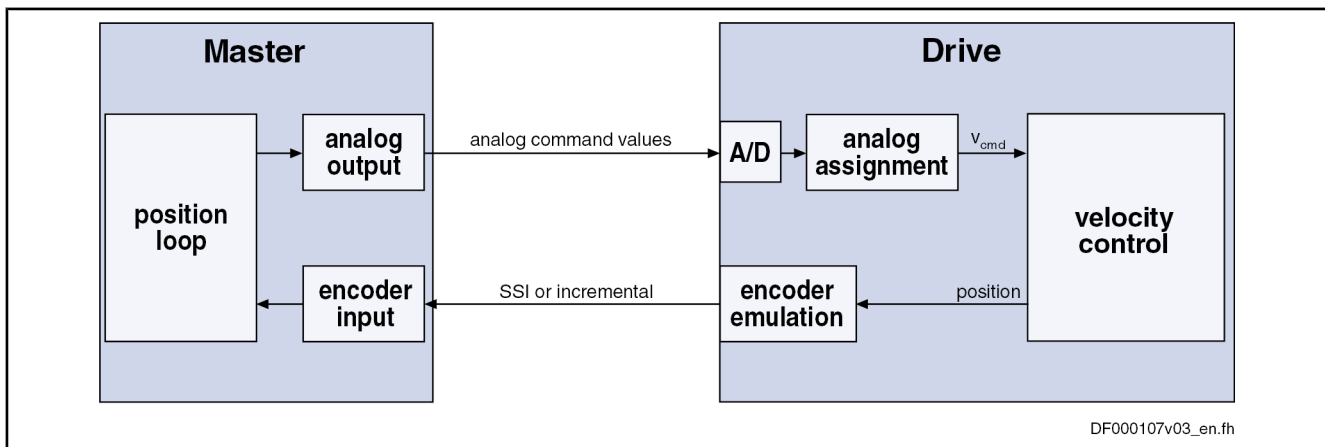 Master
Drive
position
loop
analog
output
analog command values
A/D
analog
assignment
vcmd
velocity
control
encoder
input
SSI or incremental
encoder
emulation
position
DF000107v03_en.fh